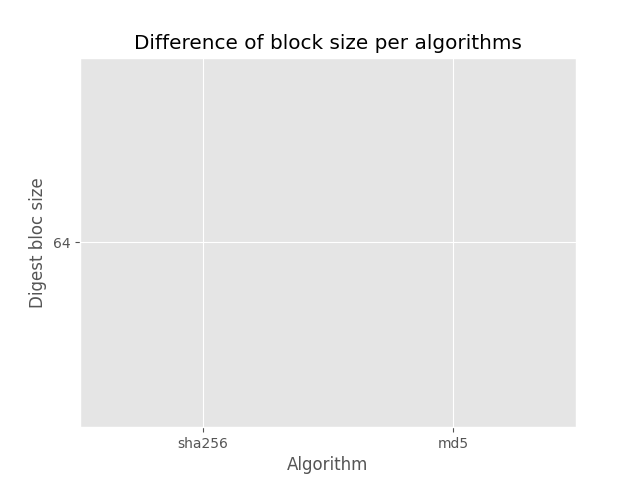 Difference of block size per algorithms
Digest bloc size
64
sha256
md5
Algorithm